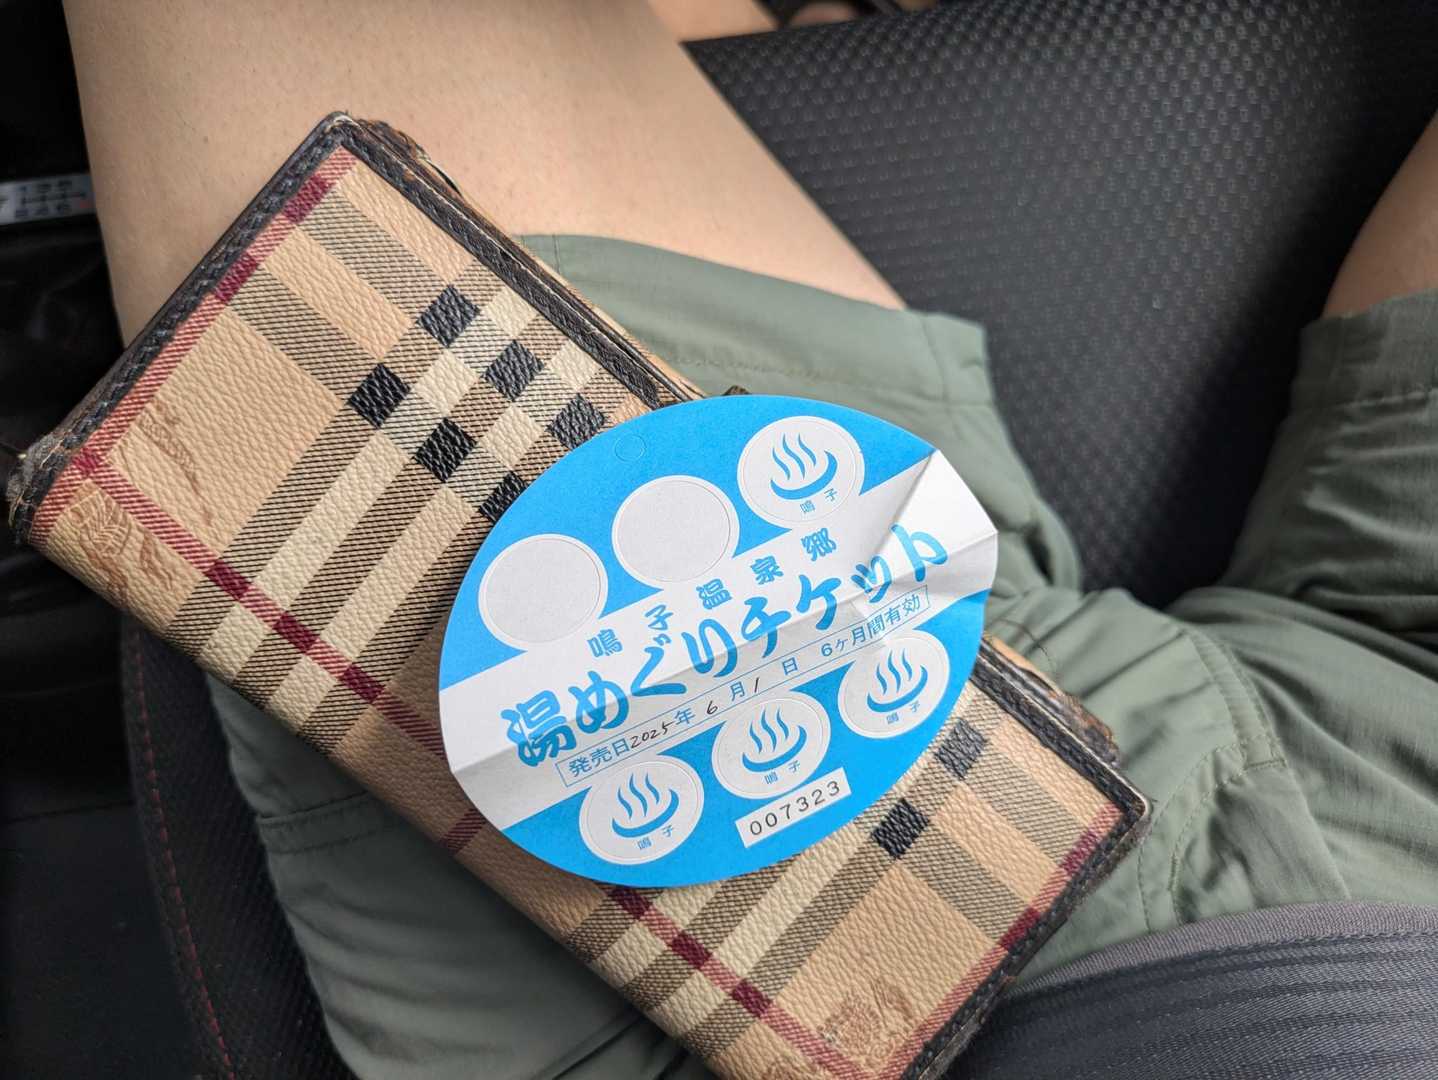 鳴子
鳴子温泉郷
湯めぐりチケット
発売日2025年6月1日 6ヶ月間有効
鳴子
鳴子
鳴子
007323